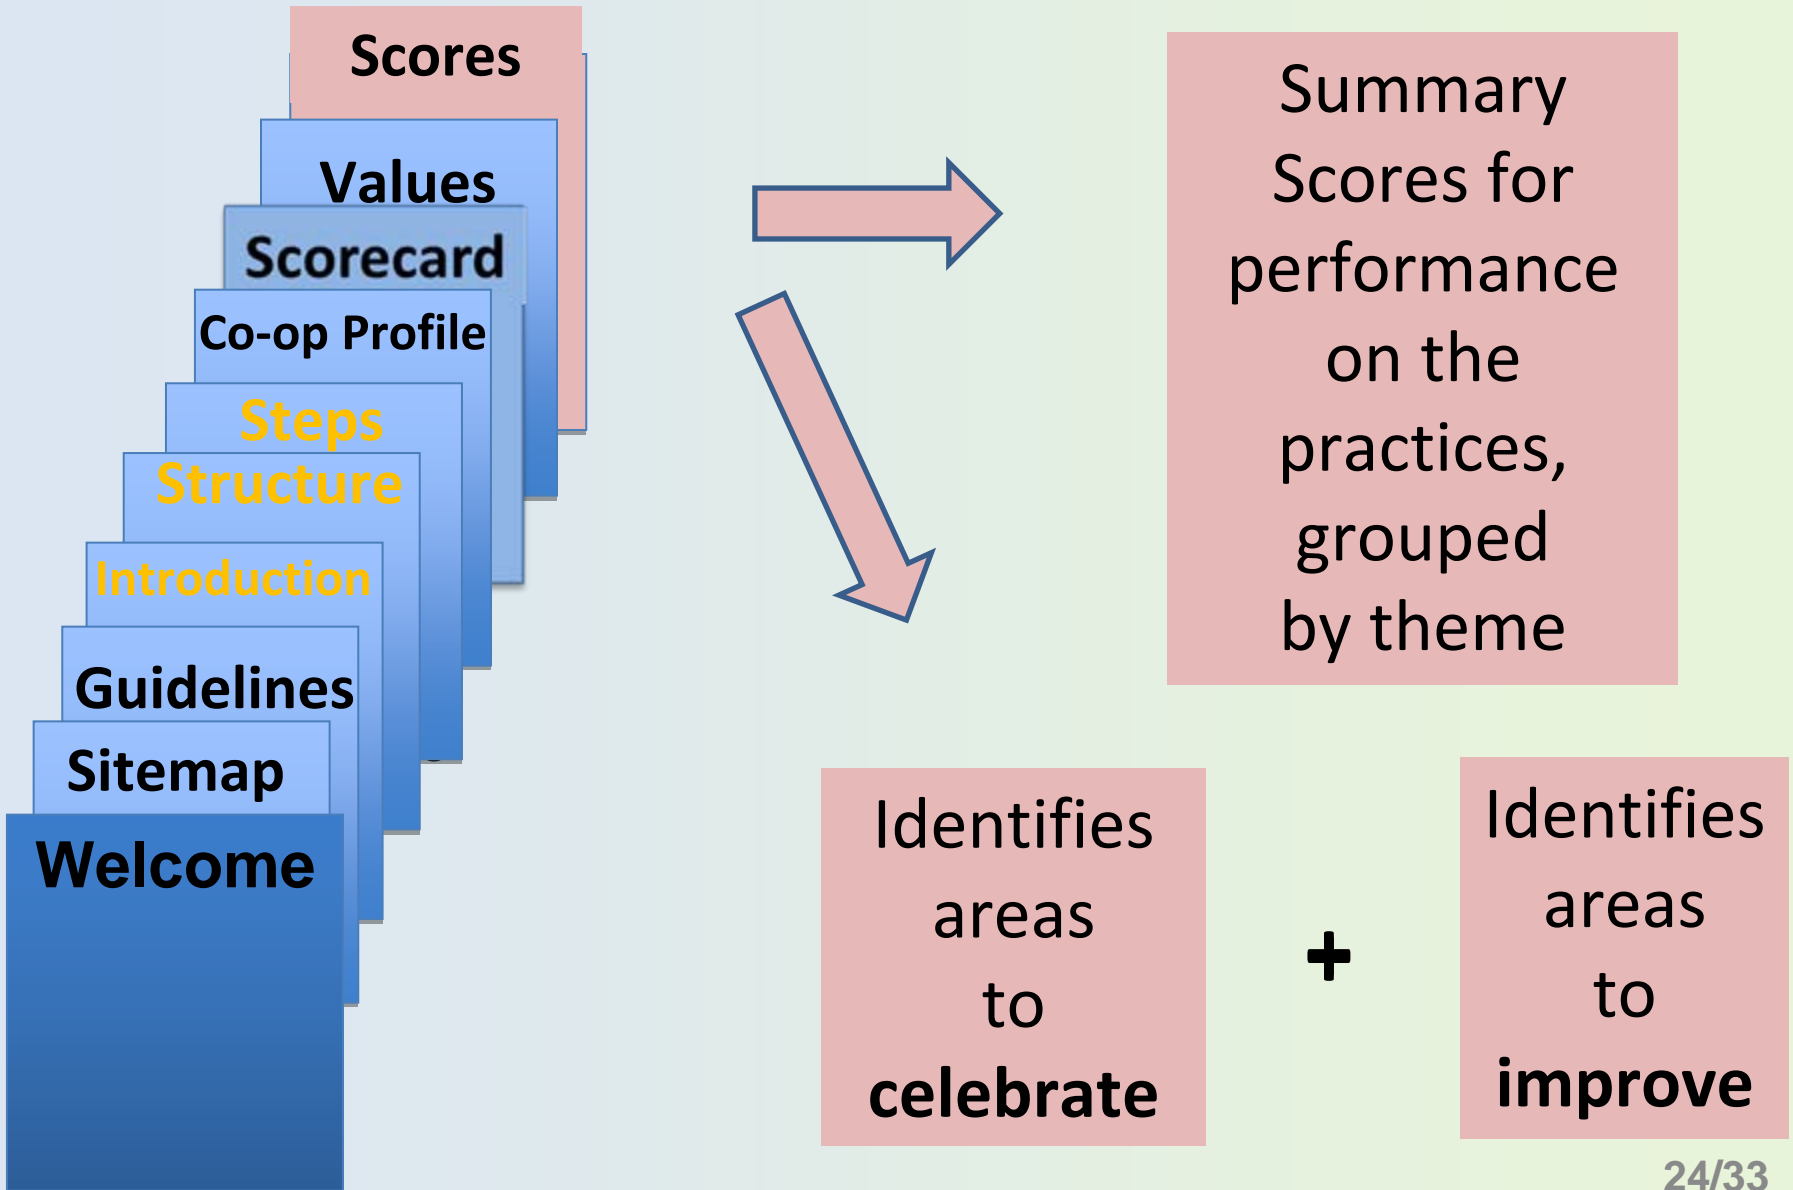 Scores
Values
Scorecard
Co-op Profile
Steps
Structure
Introduction
Guidelines
Sitemap
Welcome
Summary
Scores for
performance
on the
practices,
grouped
by theme
Identifies
areas
to
celebrate
+
Identifies
areas
to
improve
24/33